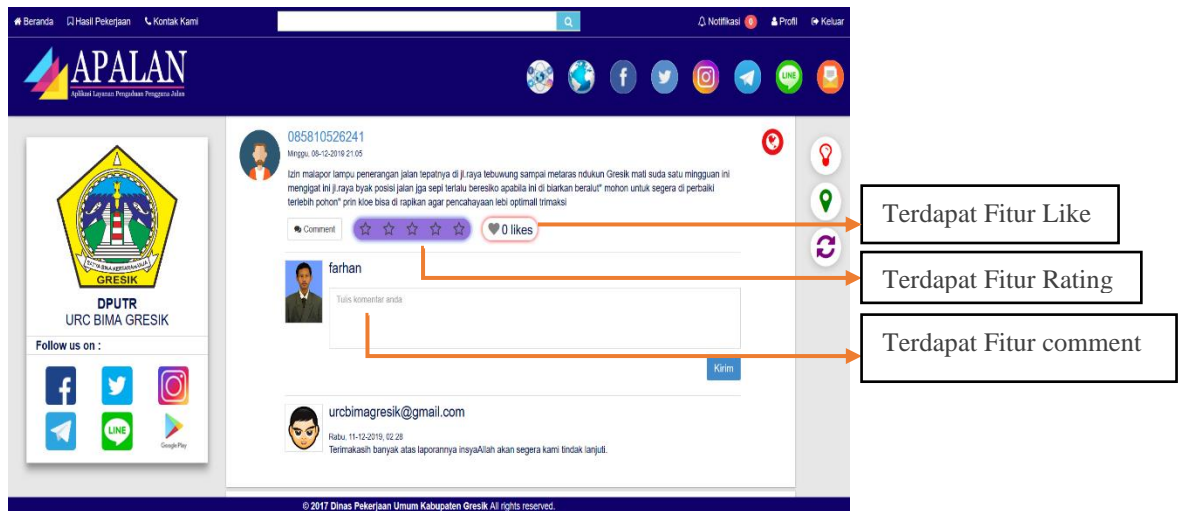 Beranda Hasil Pekerjaan Kontak Kami Notifikasi 0 Profil Keluar
APALAN
Aplikasi Layanan Pengaduan Pengguna Jalan
LINE
085810526241
Minggu, 08-12-2019 21:05
Izin malapor lampu penerangan jalan tepatnya di jl.raya tebuwung sampai metaras ndukun Gresik mati suda satu mingguan ini
mengigat ini jl.raya byak posisi jalan jga sepi terlalu beresiko apabila ini di biarkan beralut" mohon untuk segera di perbaiki
terlebih pohon" prin kloe bisa di rapikan agar pencahayaan lebi optimall trimaksi
Comment 0 likes
Terdapat Fitur Like
Terdapat Fitur Rating
Terdapat Fitur comment
farhan
Tulis komentar anda
Kirim
urcbimagresik@gmail.com
Rabu, 11-12-2019, 02:28
Terimakasih banyak atas laporannya insyaAllah akan segera kami tindak lanjuti.
GRESIK
DPUTR
URC BIMA GRESIK
Follow us on :
LINE
Google Play
© 2017 Dinas Pekerjaan Umum Kabupaten Gresik All rights reserved.